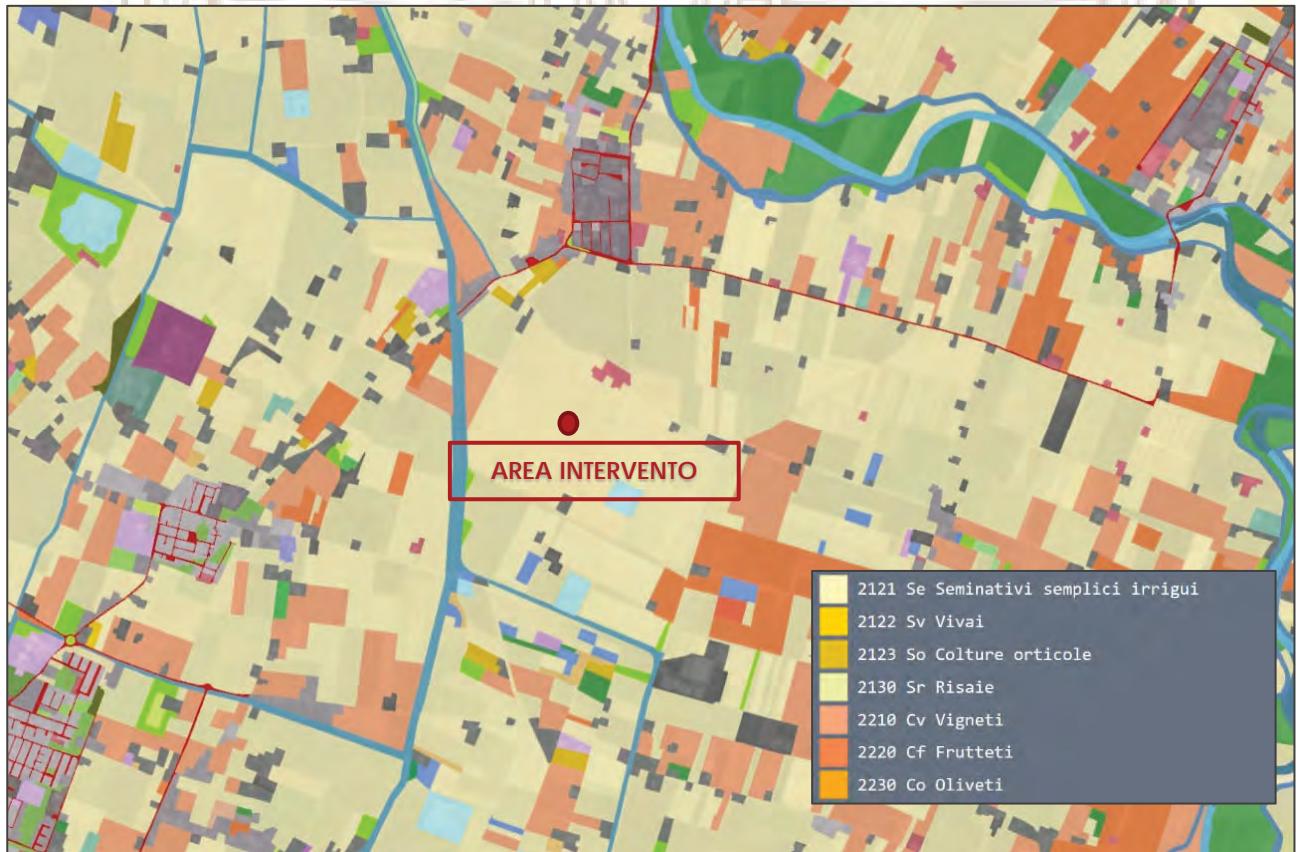 AREA INTERVENTO
2121 Se Seminativi semplici irrigui
2122 Sv Vivai
2123 So Colture orticole
2130 Sr Risaie
2210 Cv Vigneti
2220 Cf Frutteti
2230 Co Oliveti